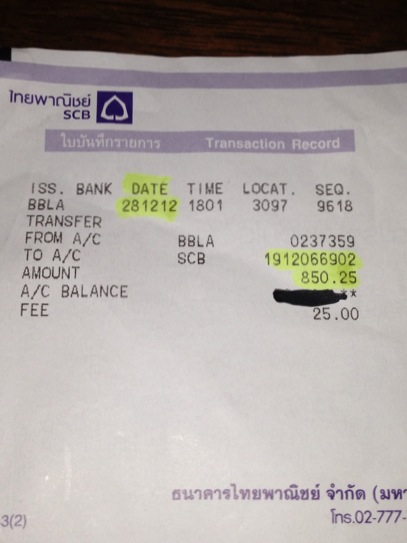 ไทยพาณิชย์
SCB
ใบบันทึกรายการ Transaction Record
ISS. BANK DATE TIME LOCAT. SEQ.
BBLA 281212 1801 3097 9618
TRANSFER
FROM A/C BBLA 0237359
TO A/C SCB 1912066902
AMOUNT 850.25
A/C BALANCE **
FEE 25.00
ธนาคารไทยพาณิชย์ จำกัด (มหา
3(2) โทร.02-777-